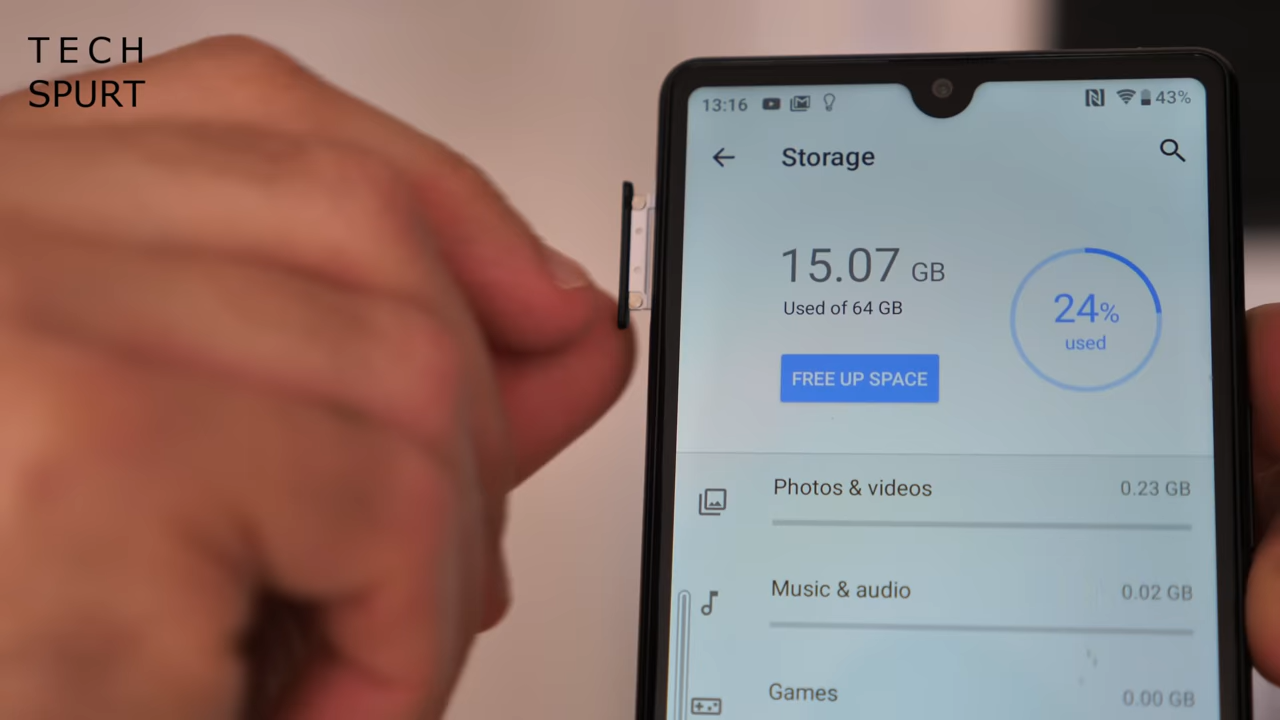 TECH
SPURT
13:16 43%
Storage
15.07 GB
Used of 64 GB
24%
used
FREE UP SPACE
Photos & videos 0.23 GB
Music & audio 0.02 GB
Games 0.00 GB